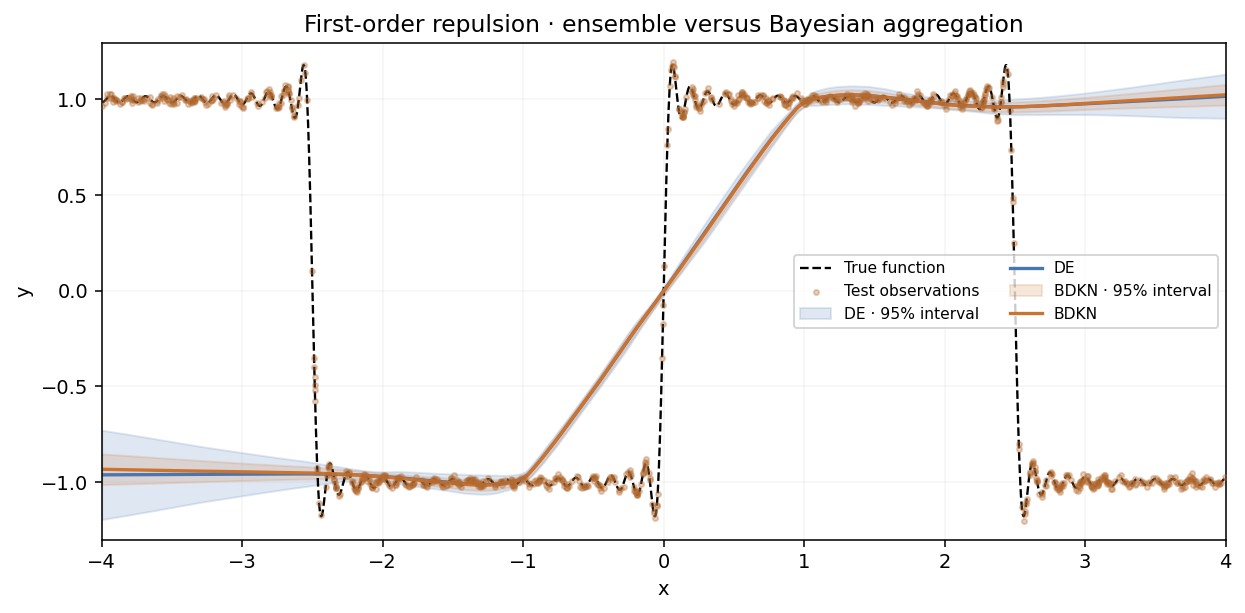 First-order repulsion · ensemble versus Bayesian aggregation
y
1.0
0.5
0.0
−0.5
−1.0
True function
Test observations
DE · 95% interval
DE
BDKN · 95% interval
BDKN
−4 −3 −2 −1 0 1 2 3 4
x